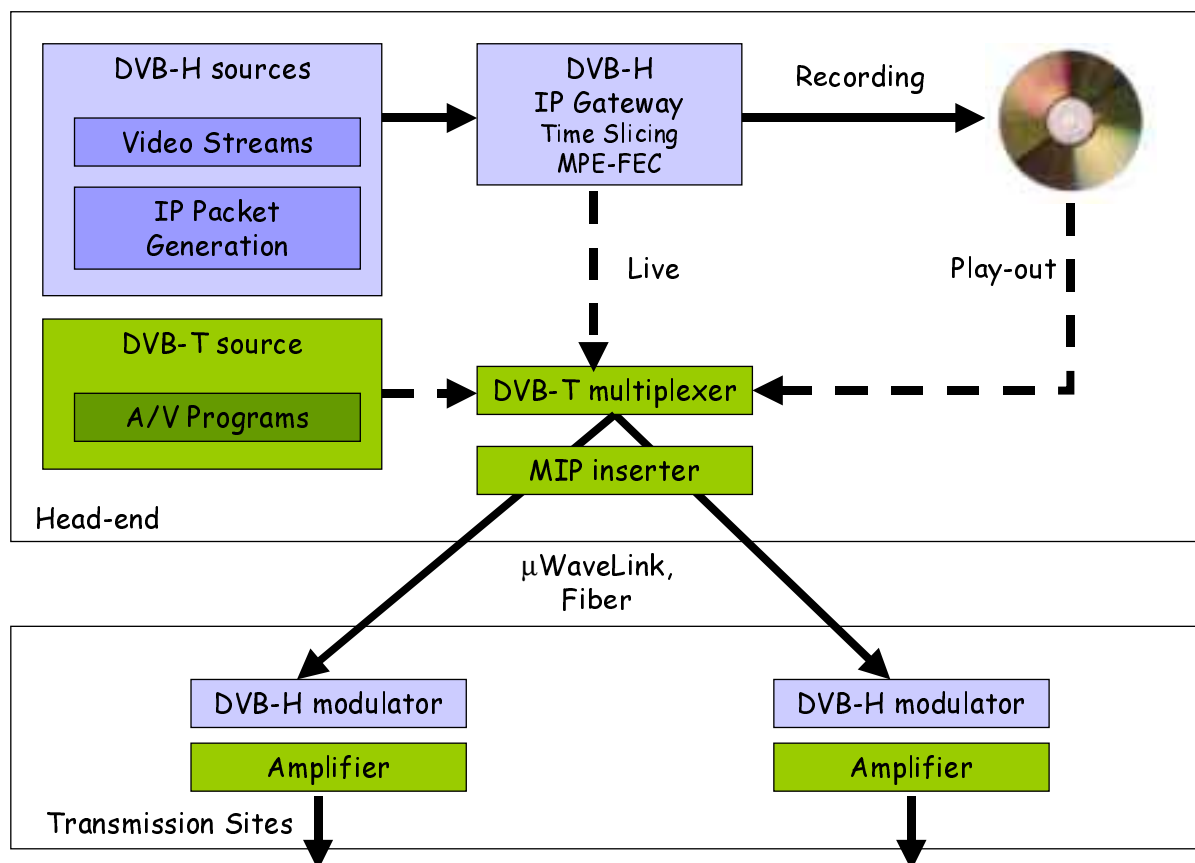 DVB-H sources
Video Streams
IP Packet
Generation
DVB-H
IP Gateway
Time Slicing
MPE-FEC
Recording
Live
Play-out
DVB-T source
A/V Programs
DVB-T multiplexer
MIP inserter
Head-end
μWaveLink,
Fiber
DVB-H modulator
DVB-H modulator
Amplifier
Amplifier
Transmission Sites